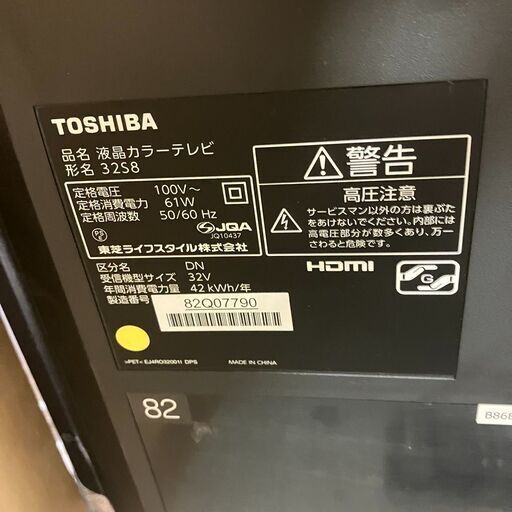 TOSHIBA
品名 液晶カラーテレビ
形名 32S8
定格電圧 100V～
定格消費電力 61W
定格周波数 50/60 Hz
PS
E
JQA
JQ10437
東芝ライフスタイル株式会社
区分名 DN
受信機型サイズ 32V
年間消費電力量 42 kWh/年
製造番号 82Q07790
>PET< EJ4RO32001I DPS
MADE IN CHINA
警告
高圧注意
サービスマン以外の方は裏ぶた
をあけないでください。内部には
高電圧部分が数多くあり、万一
さわると危険です。
HDMI
G
82